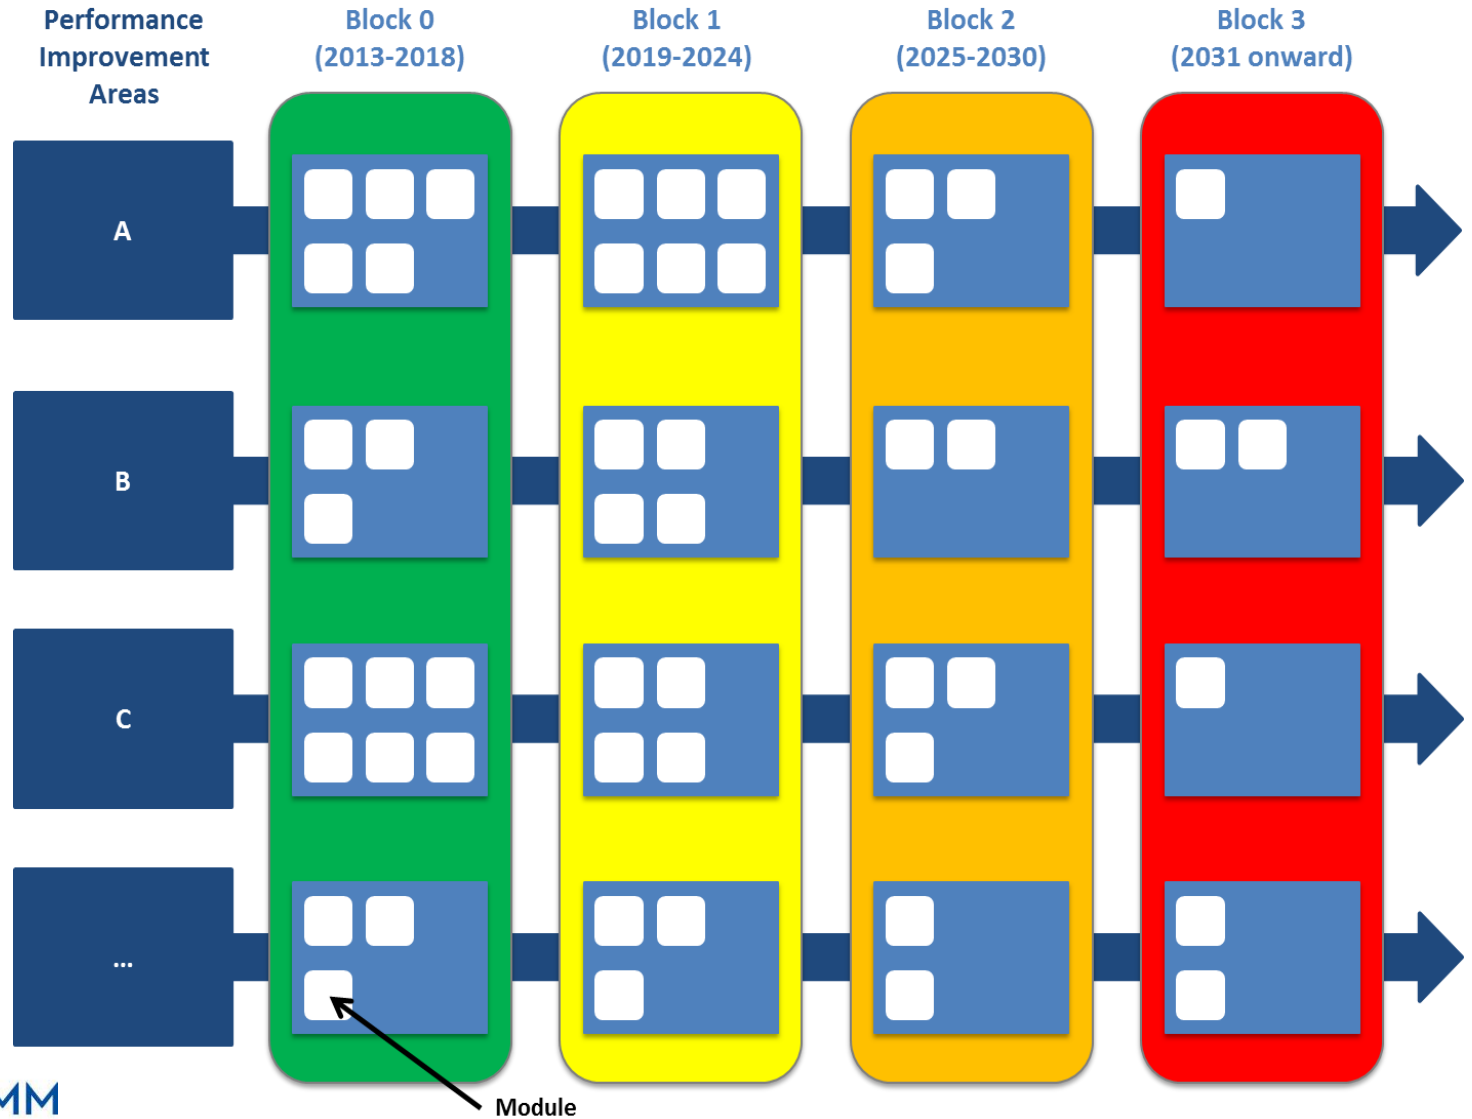 Performance
Improvement
Areas
Block 0
(2013-2018)
Block 1
(2019-2024)
Block 2
(2025-2030)
Block 3
(2031 onward)
A
B
C
...
Module